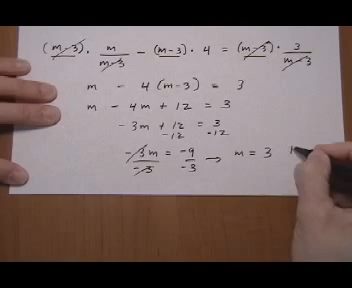 (m-3) · m/(m-3) - (m-3) · 4 = (m-3) · 3/(m-3)
m - 4(m-3) = 3
m - 4m + 12 = 3
-3m + 12 = 3
-12 -12
-3m/-3 = -9/-3 → m = 3